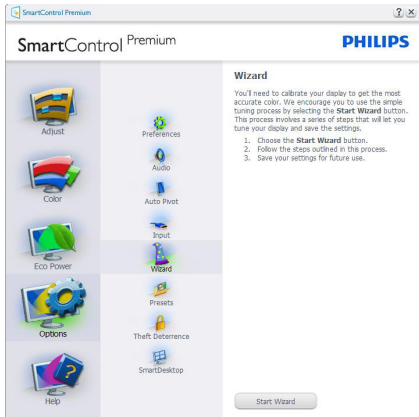 SmartControl Premium
? ×
SmartControl Premium
PHILIPS
Adjust
Color
Eco Power
Options
Help
Preferences
Audio
Auto Pivot
Input
Wizard
Presets
Theft Deterrence
SmartDesktop
Wizard
You'll need to calibrate your display to get the most
accurate color. We encourage you to use the simple
tuning process by selecting the Start Wizard button.
This process involves a series of steps that will let you
tune your display and save the settings.
1. Choose the Start Wizard button.
2. Follow the steps outlined in this process.
3. Save your settings for future use.
Start Wizard